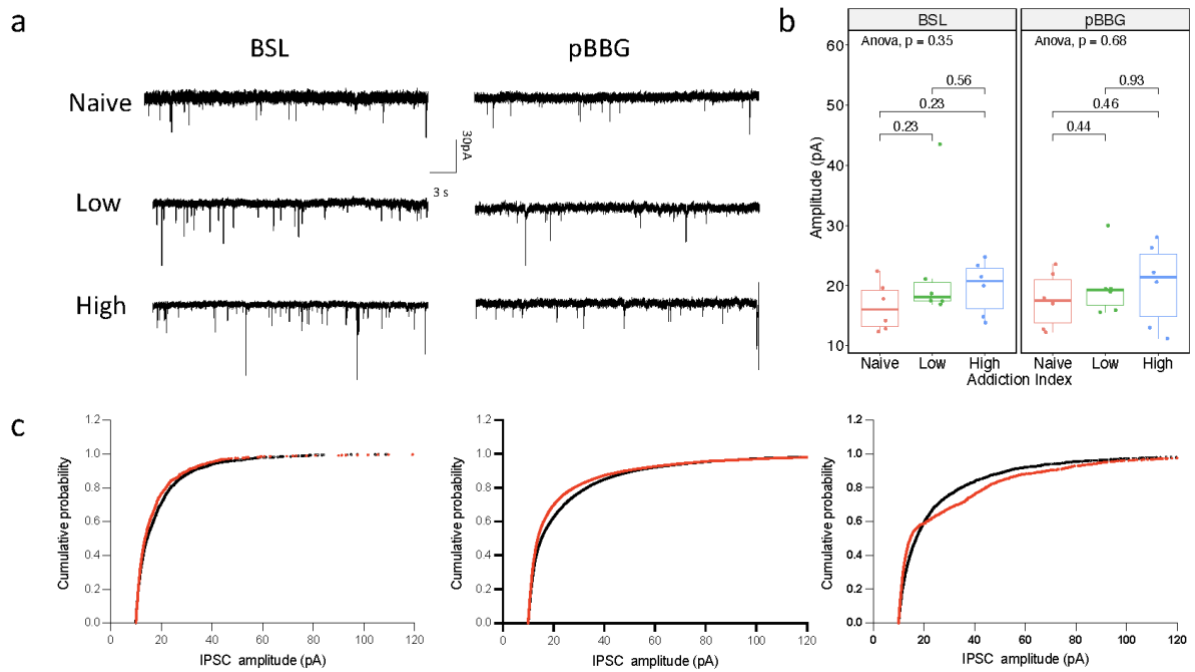 a
BSL
pBBG
Naive
Low
High
30pA
3 s
b
BSL
pBBG
Anova, p = 0.35
Anova, p = 0.68
0.56
0.23
0.23
0.93
0.46
0.44
Amplitude (pA)
60
50
40
30
20
10
Naive Low High
Naive Low High
Addiction Index
c
Cumulative probability
1.2
1.0
0.8
0.6
0.4
0.2
0.0
0 20 40 60 80 100 120
IPSC amplitude (pA)
Cumulative probability
1.2
1.0
0.8
0.6
0.4
0.2
0.0
0 20 40 60 80 100 120
IPSC amplitude (pA)
Cumulative probability
1.2
1.0
0.8
0.6
0.4
0.2
0.0
0 20 40 60 80 100 120
IPSC amplitude (pA)